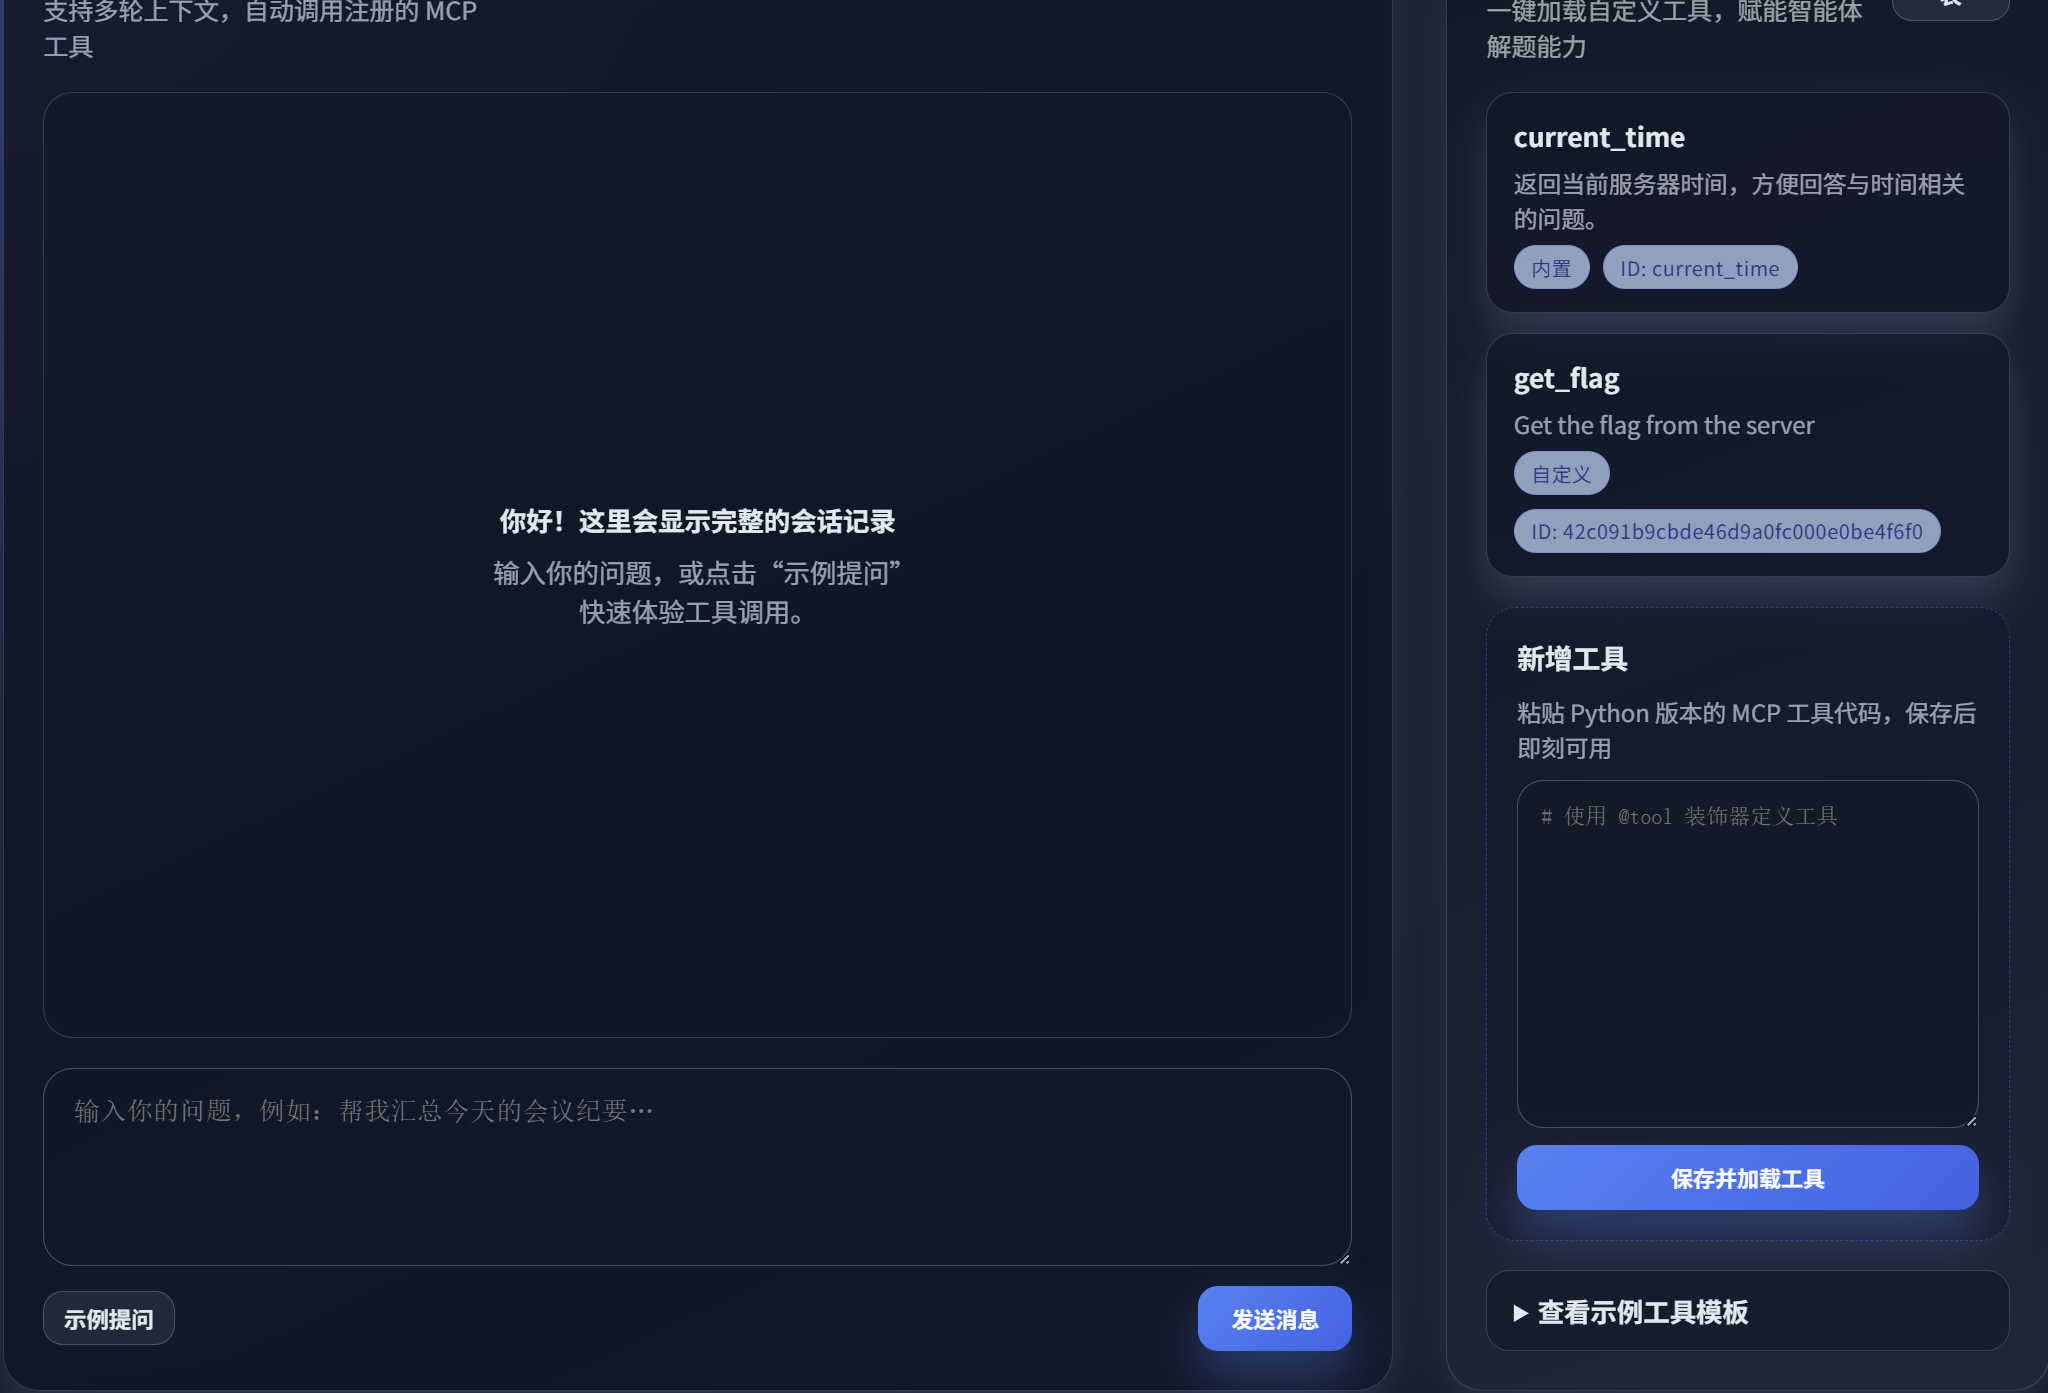 支持多轮上下文，自动调用注册的 MCP
工具
你好！这里会显示完整的会话记录
输入你的问题，或点击“示例提问”
快速体验工具调用。
输入你的问题，例如：帮我汇总今天的会议纪要…
示例提问
发送消息
一键加载自定义工具，赋能智能体
解题能力
current_time
返回当前服务器时间，方便回答与时间相关
的问题。
内置
ID: current_time
get_flag
Get the flag from the server
自定义
ID: 42c091b9cbde46d9a0fc000e0be4f6f0
新增工具
粘贴 Python 版本的 MCP 工具代码，保存后
即刻可用
# 使用 @tool 装饰器定义工具
保存并加载工具
▶ 查看示例工具模板